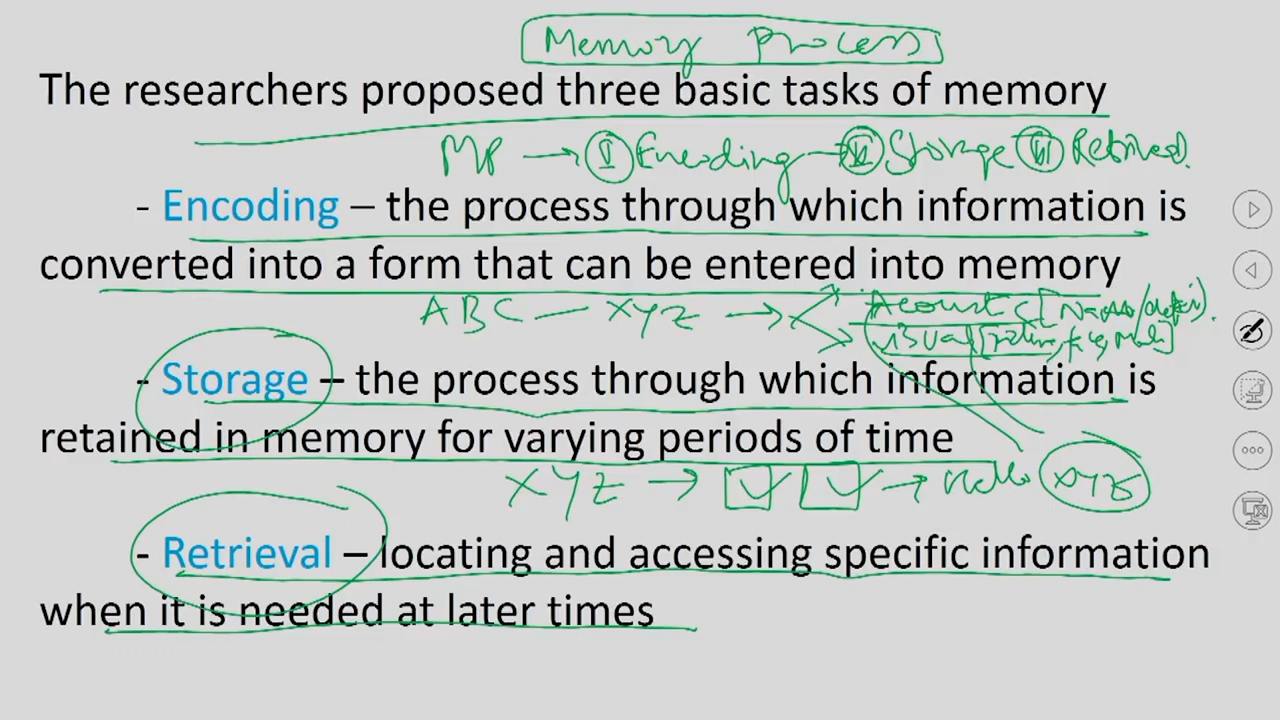 Memory Process
The researchers proposed three basic tasks of memory
MP → I Encoding → II Storage III Retrieval
- Encoding – the process through which information is
converted into a form that can be entered into memory
ABC — XYZ →
Visual
- Storage – the process through which information is
retained in memory for varying periods of time
XYZ → → Hello XYZ
- Retrieval – locating and accessing specific information
when it is needed at later times